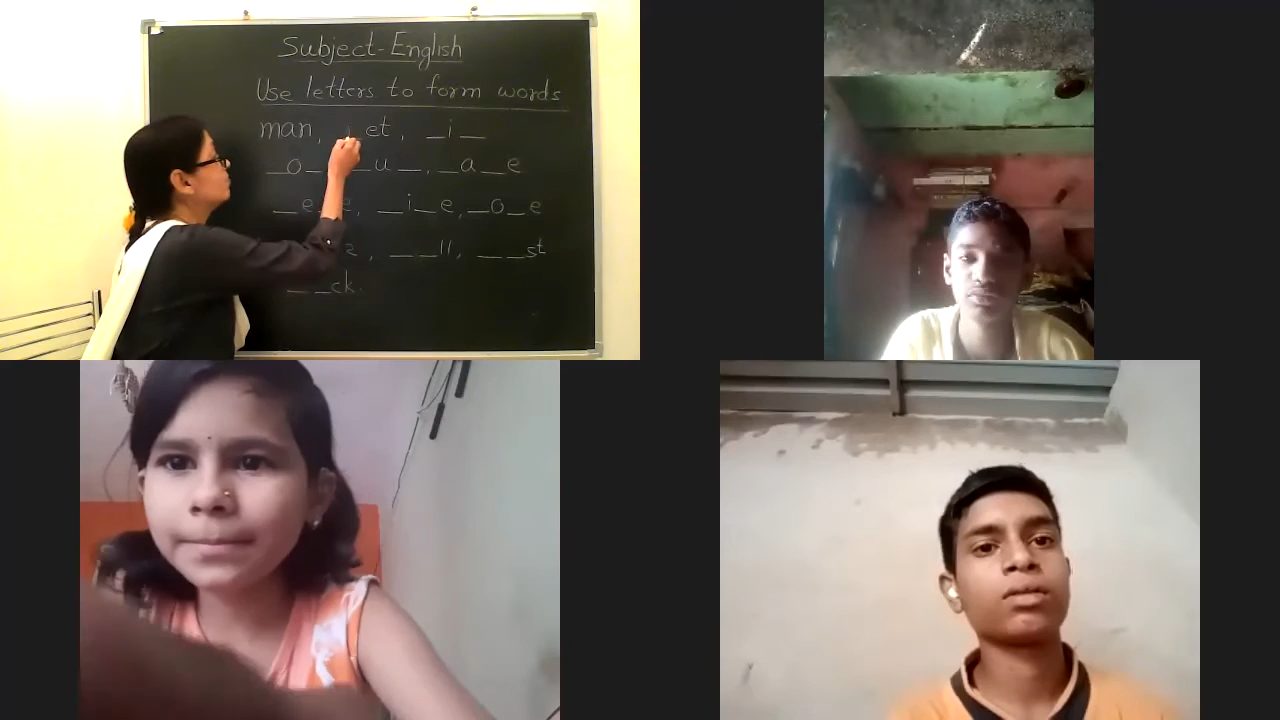 Subject-English
Use letters to form words
man, _et, _i_
_o_ _u_, _a_e
_e_e, _i_e, _o_e
__ll, __st
__ck.